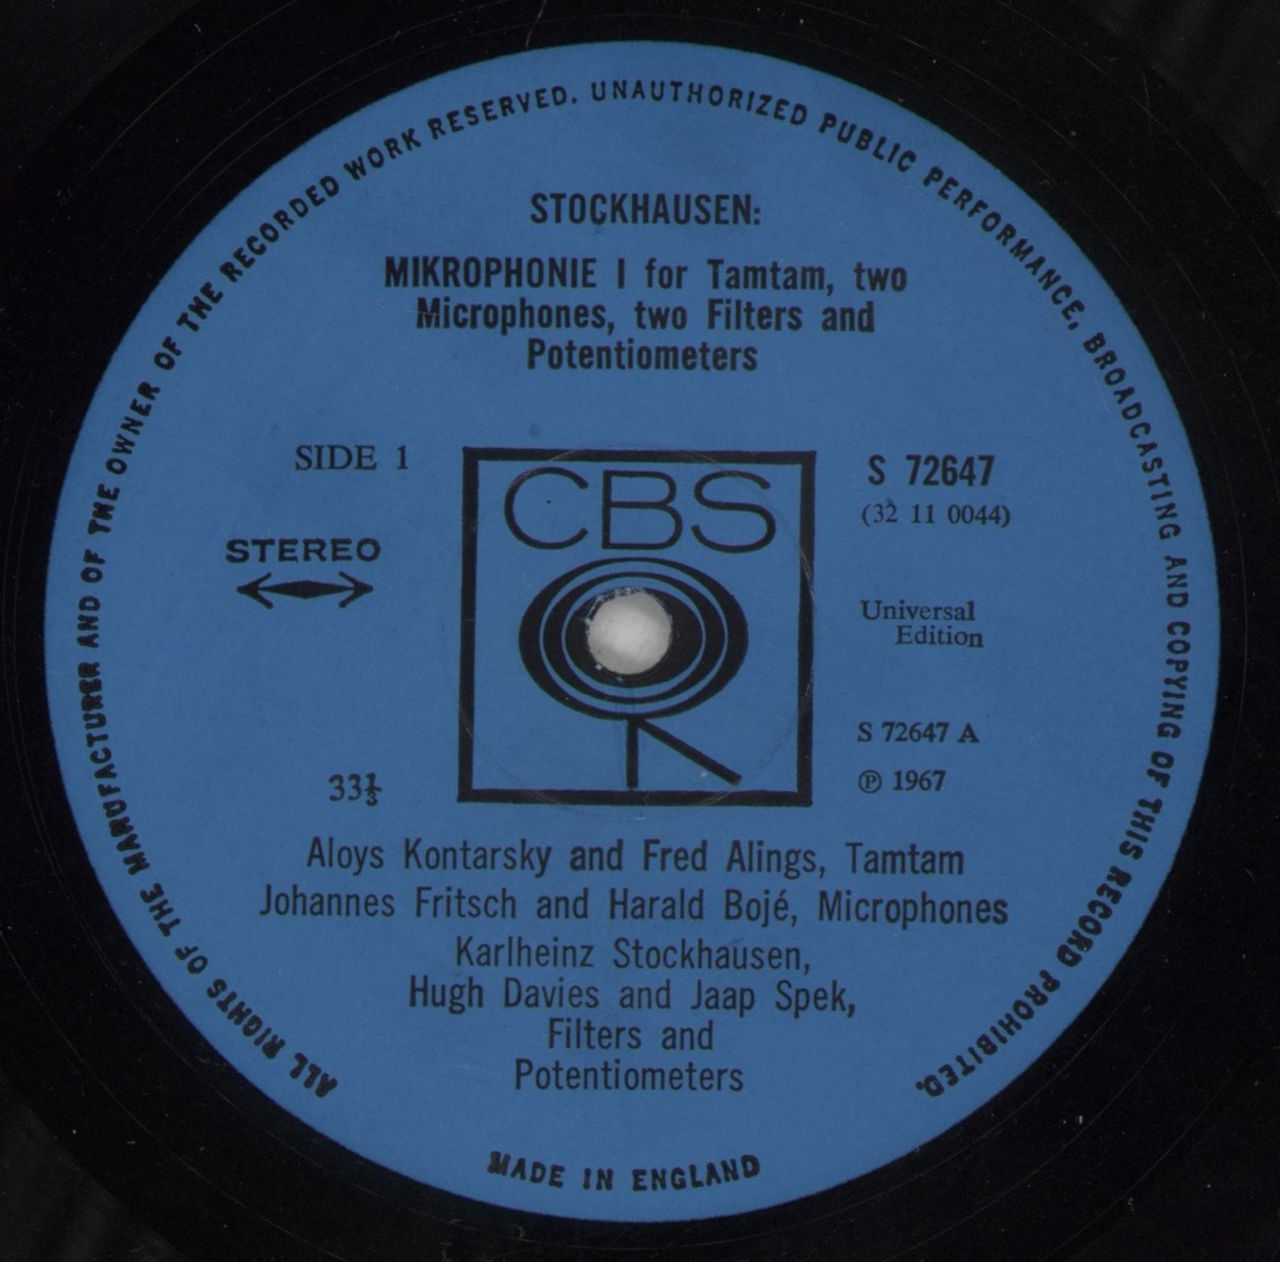 ALL RIGHTS OF THE MANUFACTURER AND OF THE OWNER OF THE RECORDED WORK RESERVED. UNAUTHORIZED PUBLIC PERFORMANCE, BROADCASTING AND COPYING OF THIS RECORD PROHIBITED.
STOCKHAUSEN:
MIKROPHONIE I for Tamtam, two
Microphones, two Filters and
Potentiometers
SIDE 1
STEREO
33⅓
CBS
S 72647
(32 11 0044)
Universal
Edition
S 72647 A
℗ 1967
Aloys Kontarsky and Fred Alings, Tamtam
Johannes Fritsch and Harald Bojé, Microphones
Karlheinz Stockhausen,
Hugh Davies and Jaap Spek,
Filters and
Potentiometers
MADE IN ENGLAND